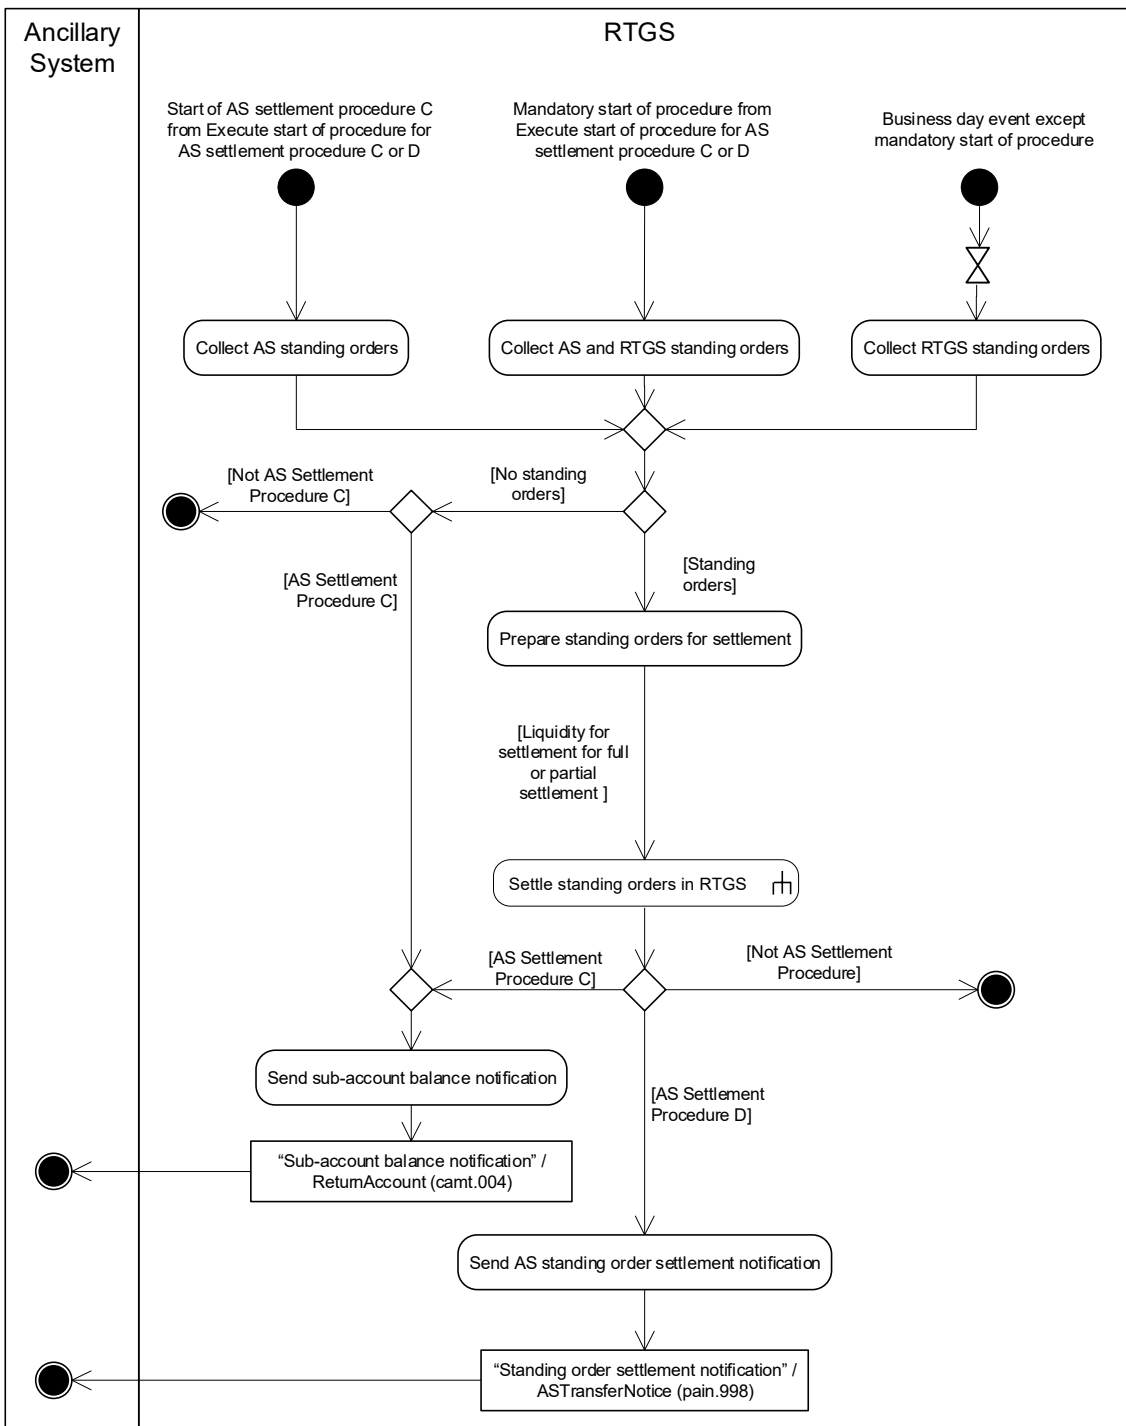 Ancillary
System
RTGS
Start of AS settlement procedure C
from Execute start of procedure for
AS settlement procedure C or D
Mandatory start of procedure from
Execute start of procedure for AS
settlement procedure C or D
Business day event except
mandatory start of procedure
Collect AS standing orders
Collect AS and RTGS standing orders
Collect RTGS standing orders
[Not AS Settlement
Procedure C]
[No standing
orders]
[AS Settlement
Procedure C]
[Standing
orders]
Prepare standing orders for settlement
[Liquidity for
settlement for full
or partial
settlement ]
Settle standing orders in RTGS
[AS Settlement
Procedure C]
[Not AS Settlement
Procedure]
Send sub-account balance notification
[AS Settlement
Procedure D]
“Sub-account balance notification” /
ReturnAccount (camt.004)
Send AS standing order settlement notification
“Standing order settlement notification” /
ASTransferNotice (pain.998)